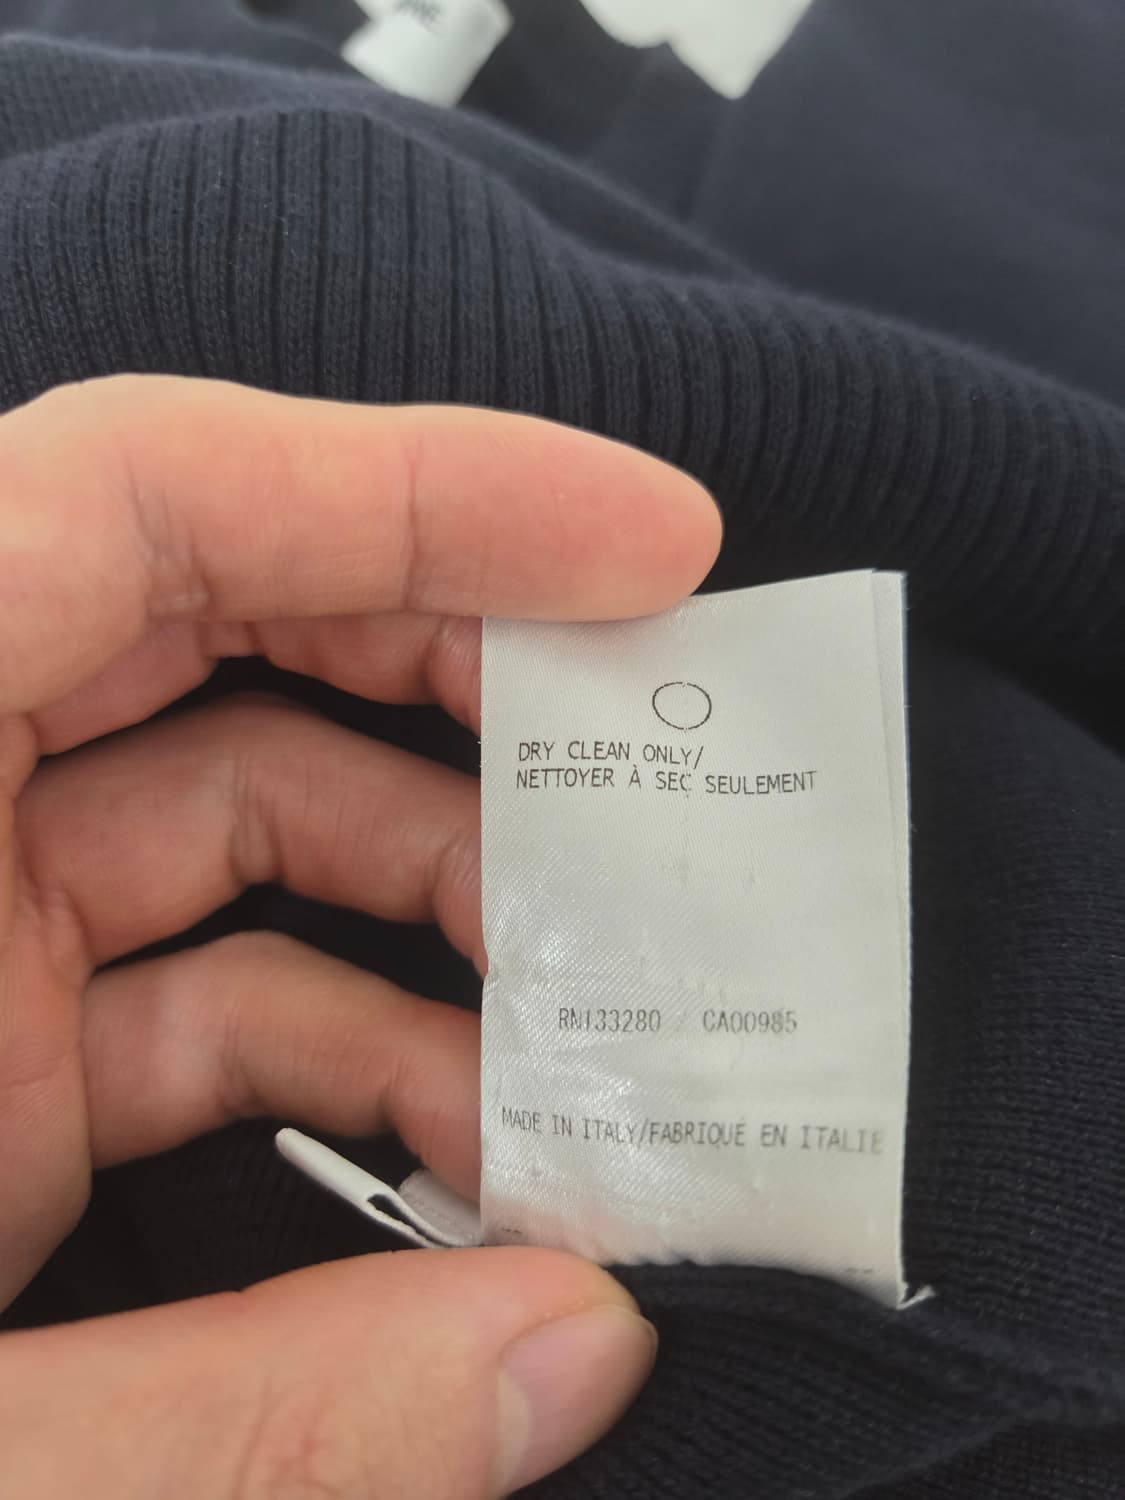 DRY CLEAN ONLY/
NETTOYER À SEC SEULEMENT
RN133280 / CA00985
MADE IN ITALY/FABRIQUÉ EN ITALIE